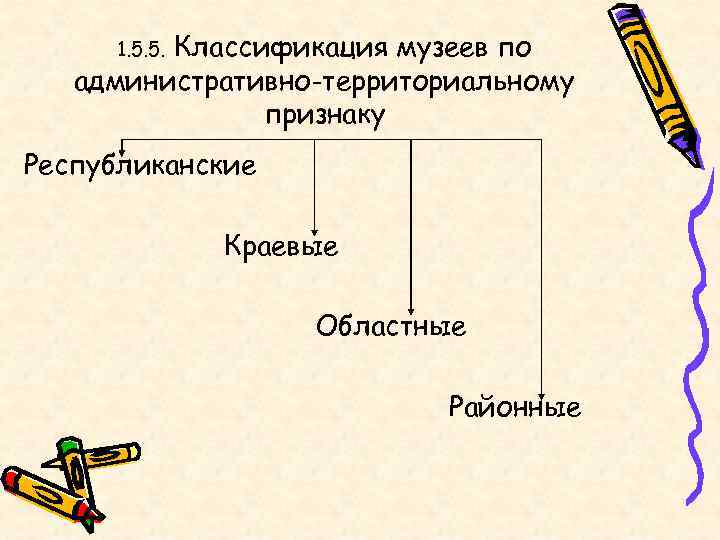 1.5.5. Классификация музеев по
административно-территориальному
признаку
Республиканские
Краевые
Областные
Районные